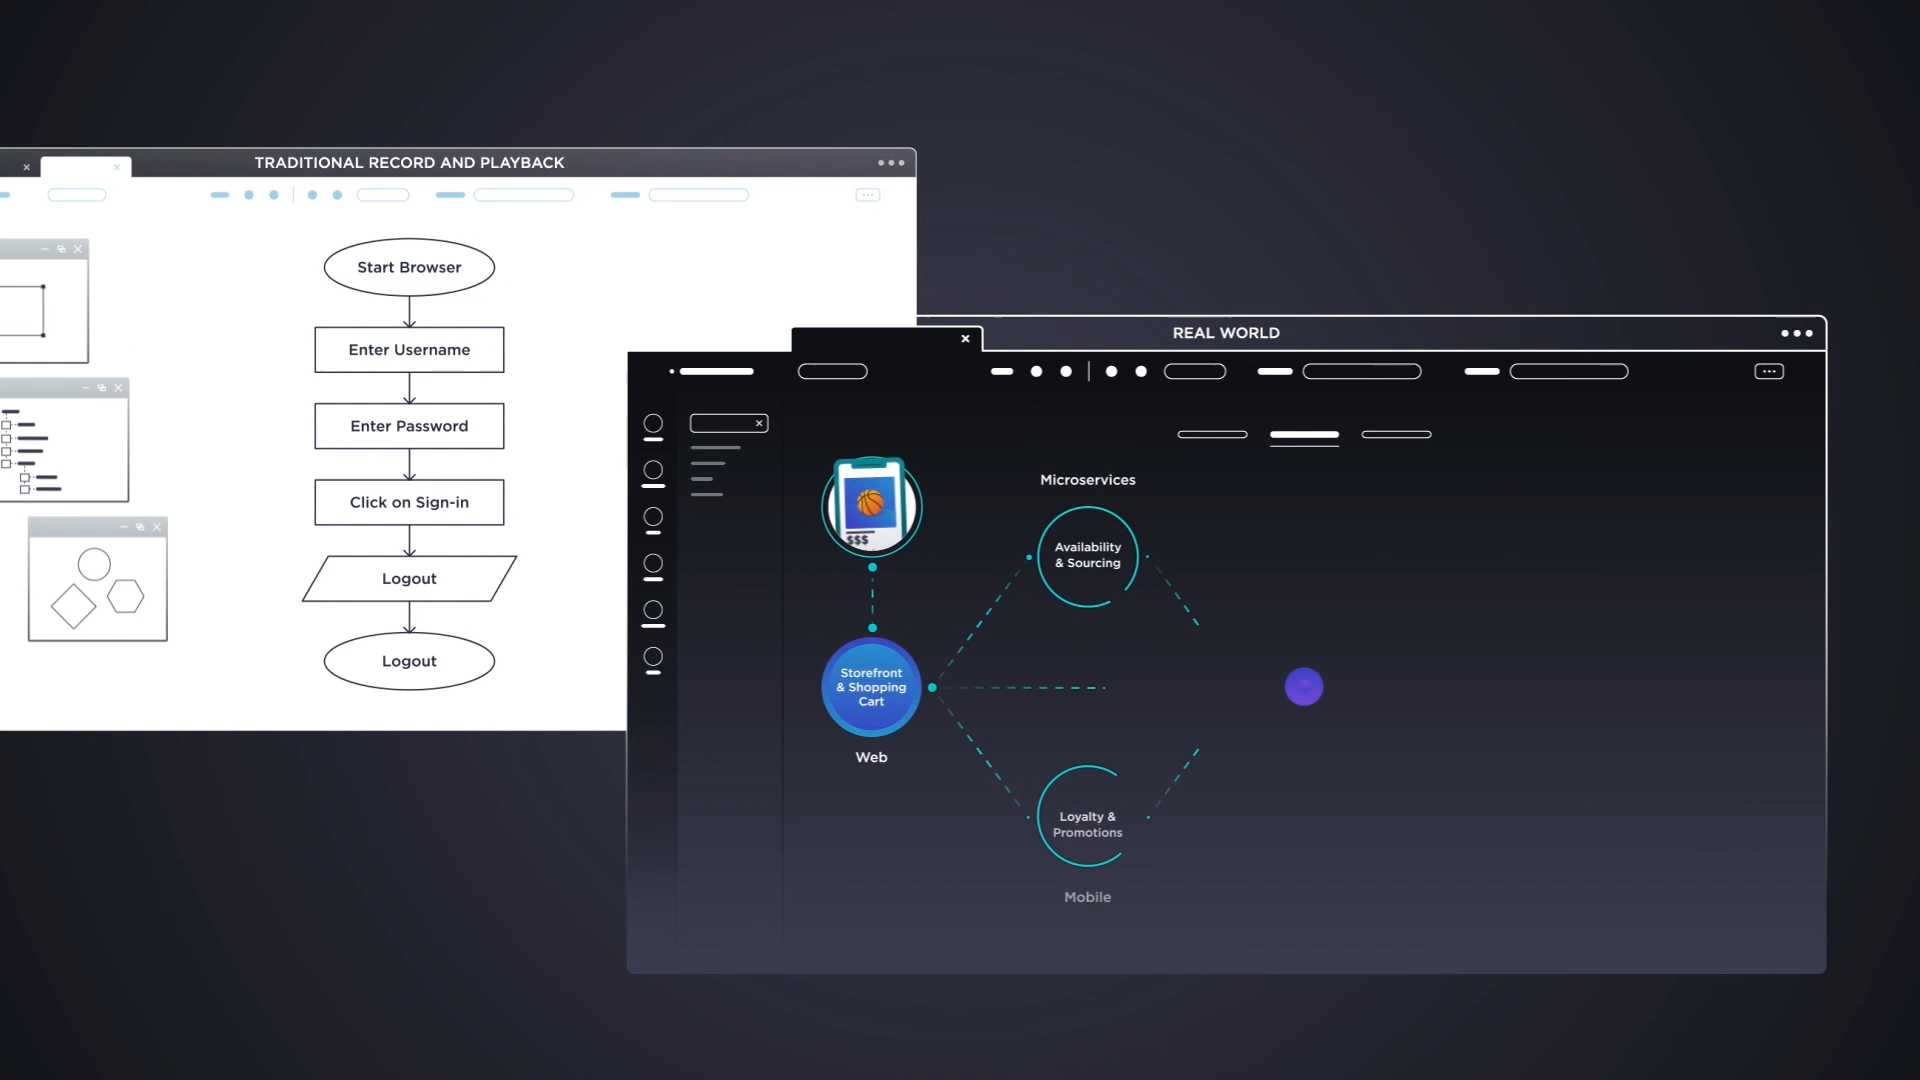 TRADITIONAL RECORD AND PLAYBACK
Start Browser
Enter Username
Enter Password
Click on Sign-in
Logout
Logout
REAL WORLD
$$$
Storefront
& Shopping
Cart
Web
Microservices
Availability
& Sourcing
Loyalty &
Promotions
Mobile